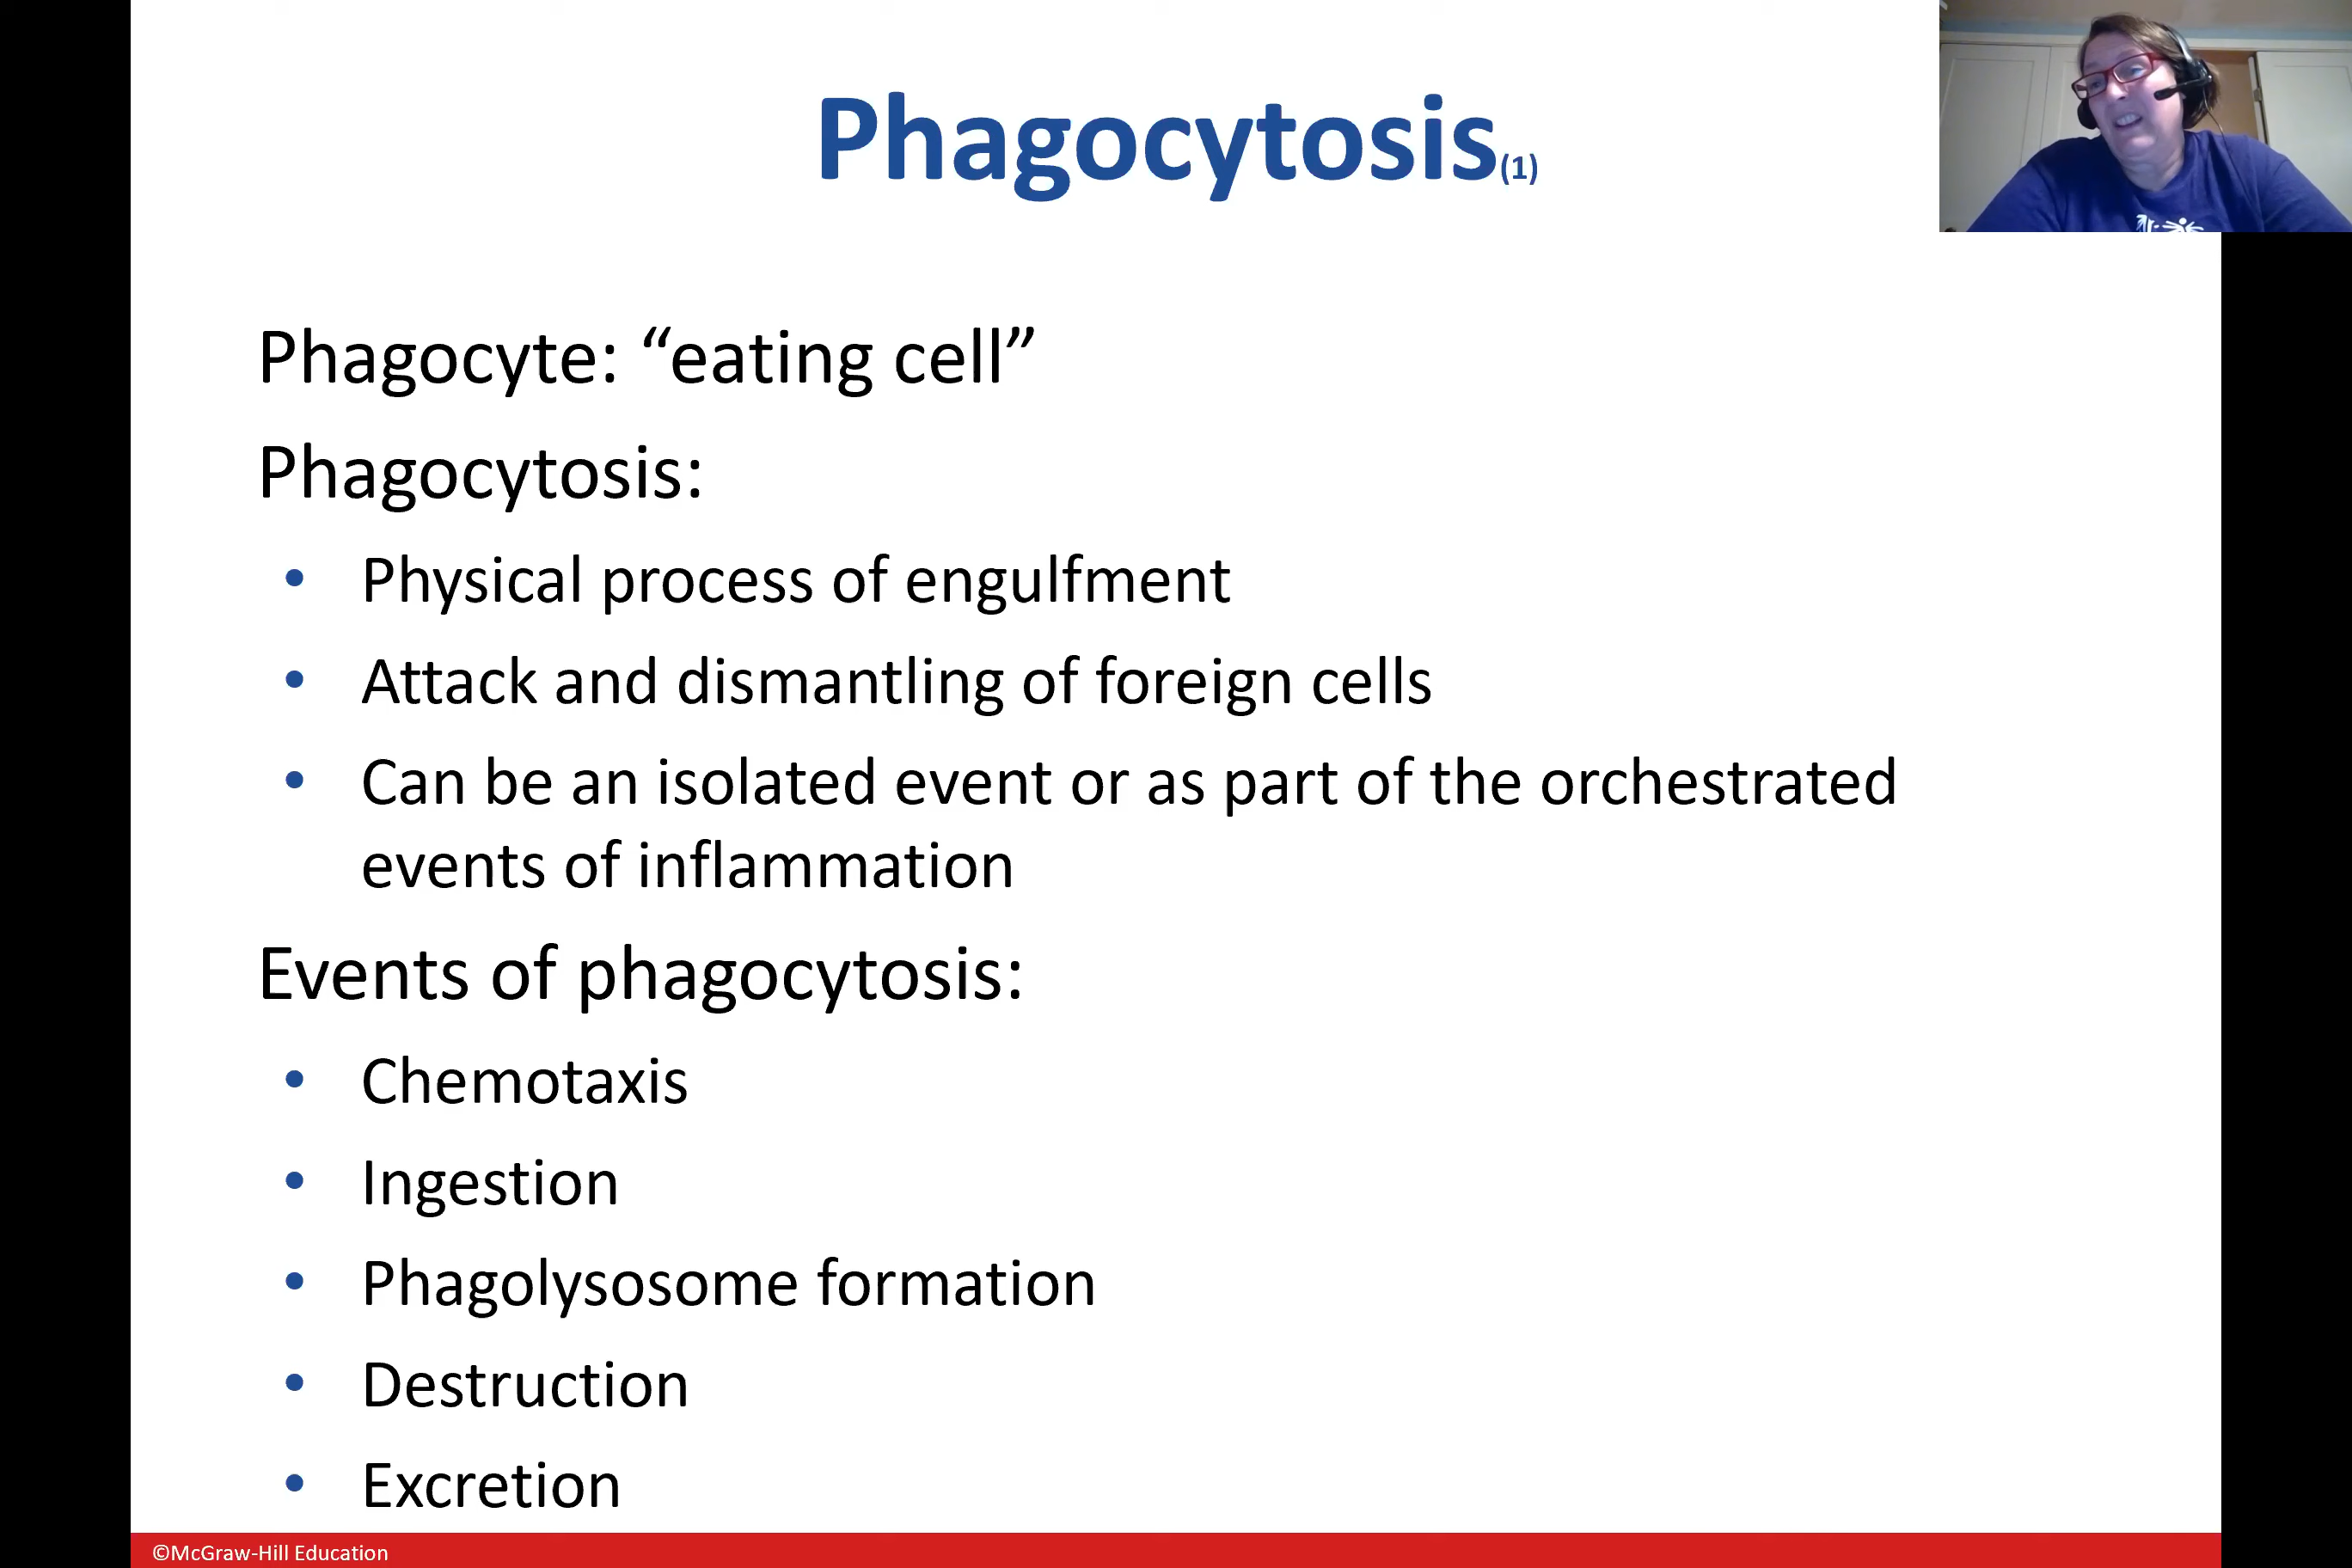 Phagocytosis(1)
Phagocyte: “eating cell”
Phagocytosis:
• Physical process of engulfment
• Attack and dismantling of foreign cells
• Can be an isolated event or as part of the orchestrated
events of inflammation
Events of phagocytosis:
• Chemotaxis
• Ingestion
• Phagolysosome formation
• Destruction
• Excretion
©McGraw-Hill Education